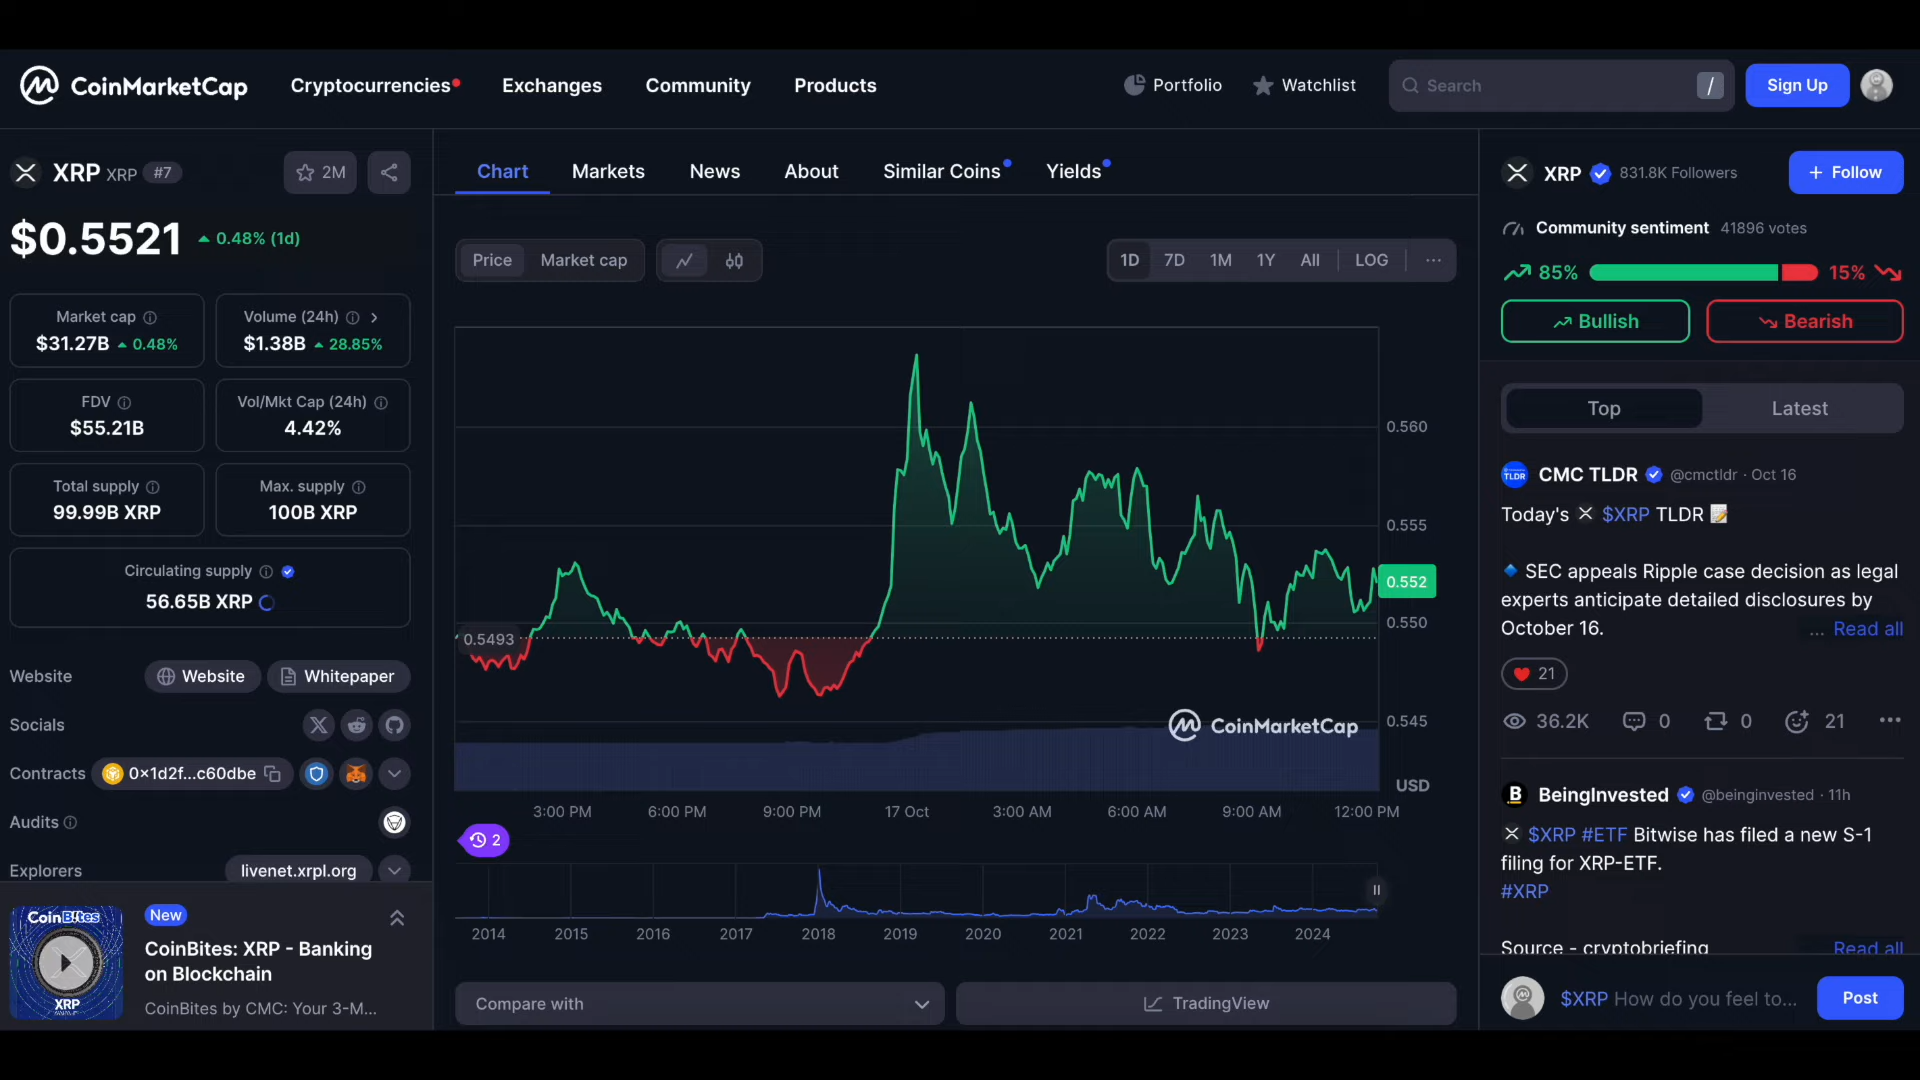 CoinMarketCap
Cryptocurrencies
Exchanges
Community
Products
Portfolio
Watchlist
Search
/
Sign Up
XRP XRP #7
2M
$0.5521
0.48% (1d)
Market cap
$31.27B 0.48%
Volume (24h)
$1.38B 28.85%
FDV
$55.21B
Vol/Mkt Cap (24h)
4.42%
Total supply
99.99B XRP
Max. supply
100B XRP
Circulating supply
56.65B XRP
Website
Website
Whitepaper
Socials
Contracts
0x1d2f...c60dbe
Audits
Explorers
livenet.xrpl.org
CoinBites
XRP
New
CoinBites: XRP - Banking
on Blockchain
CoinBites by CMC: Your 3-M...
Chart
Markets
News
About
Similar Coins
Yields
Price
Market cap
1D
7D
1M
1Y
All
LOG
...
0.560
0.555
0.552
0.550
0.545
0.5493
CoinMarketCap
USD
3:00 PM
6:00 PM
9:00 PM
17 Oct
3:00 AM
6:00 AM
9:00 AM
12:00 PM
2
2014
2015
2016
2017
2018
2019
2020
2021
2022
2023
2024
Compare with
TradingView
XRP
831.8K Followers
+ Follow
Community sentiment 41896 votes
85%
15%
Bullish
Bearish
Top
Latest
TLDR
CMC TLDR @cmctldr · Oct 16
Today's $XRP TLDR
SEC appeals Ripple case decision as legal
experts anticipate detailed disclosures by
October 16.
... Read all
21
36.2K
0
0
21
B
BeingInvested @beinginvested · 11h
$XRP #ETF Bitwise has filed a new S-1
filing for XRP-ETF.
#XRP
Source - cryptobriefing
Read all
$XRP How do you feel to...
Post